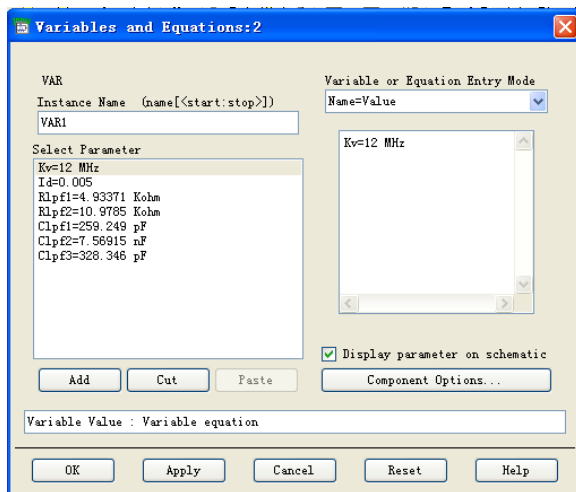 Variables and Equations:2
VAR
Instance Name (name[<start:stop>])
VAR1
Select Parameter
Kv=12 MHz
Id=0.005
Rlpf1=4.93371 Kohm
Rlpf2=10.9785 Kohm
Clpf1=259.249 pF
Clpf2=7.56915 nF
Clpf3=328.346 pF
Add
Cut
Paste
Variable or Equation Entry Mode
Name=Value
Kv=12 MHz
Display parameter on schematic
Component Options...
Variable Value : Variable equation
OK
Apply
Cancel
Reset
Help